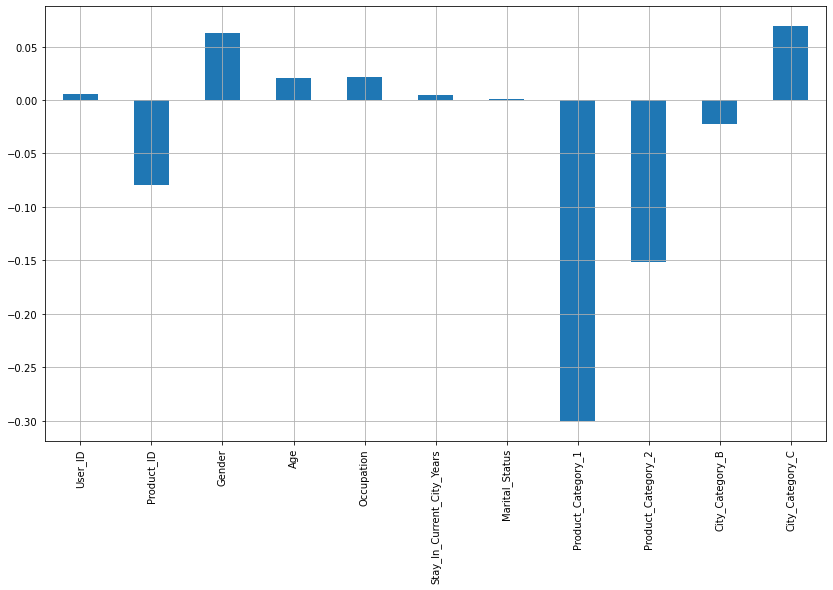 0.05
0.00
−0.05
−0.10
−0.15
−0.20
−0.25
−0.30
User_ID
Product_ID
Gender
Age
Occupation
Stay_In_Current_City_Years
Marital_Status
Product_Category_1
Product_Category_2
City_Category_B
City_Category_C